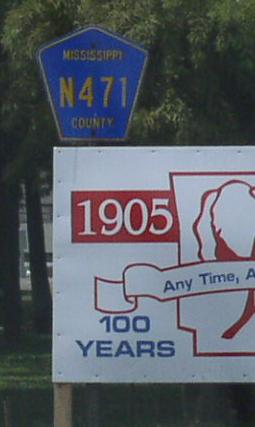 MISSISSIPPI
N471
COUNTY
1905
Any Time, A
100
YEARS